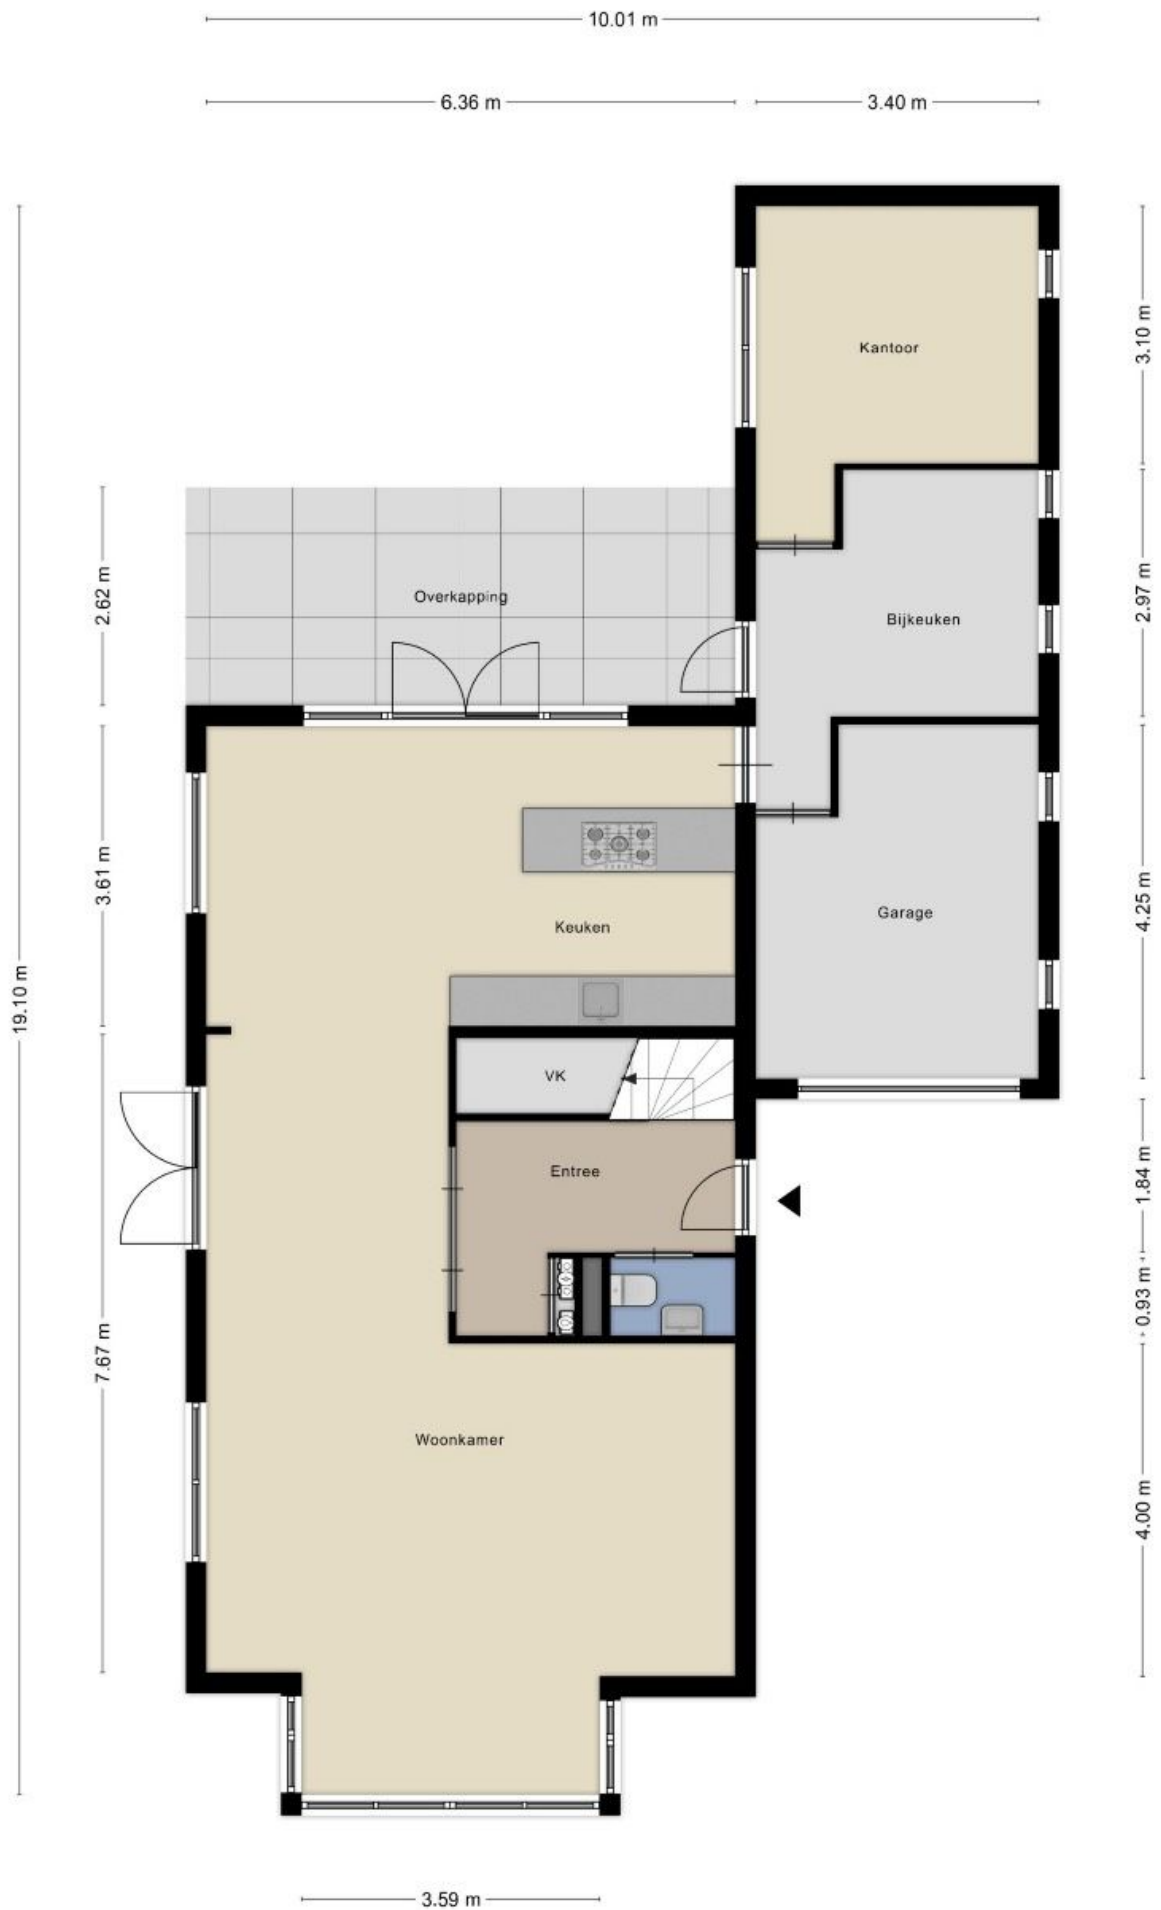 10.01 m
6.36 m
3.40 m
Kantoor
3.10 m
Overkapping
2.62 m
Bijkeuken
2.97 m
3.61 m
Keuken
Garage
4.25 m
19.10 m
VK
Entree
1.84 m
0.93 m
7.67 m
Woonkamer
4.00 m
3.59 m